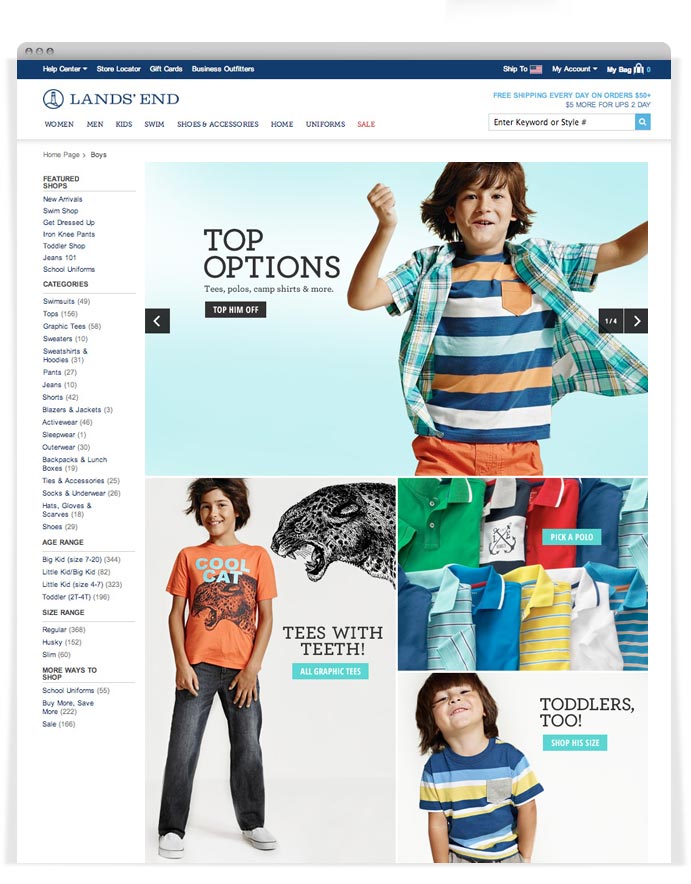 Help Center Store Locator Gift Cards Business Outfitters Ship To My Account My Bag 0
LANDS' END
FREE SHIPPING EVERY DAY ON ORDERS $50+
$5 MORE FOR UPS 2 DAY
WOMEN MEN KIDS SWIM SHOES & ACCESSORIES HOME UNIFORMS SALE
Enter Keyword or Style #
Home Page > Boys
FEATURED
SHOPS
New Arrivals
Swim Shop
Get Dressed Up
Iron Knee Pants
Toddler Shop
Jeans 101
School Uniforms
CATEGORIES
Swimsuits (49)
Tops (156)
Graphic Tees (58)
Sweaters (10)
Sweatshirts &
Hoodies (31)
Pants (27)
Jeans (10)
Shorts (42)
Blazers & Jackets (3)
Activewear (46)
Sleepwear (1)
Outerwear (30)
Backpacks & Lunch
Boxes (19)
Ties & Accessories (25)
Socks & Underwear (26)
Hats, Gloves &
Scarves (18)
Shoes (29)
AGE RANGE
Big Kid (size 7-20) (344)
Little Kid/Big Kid (82)
Little Kid (size 4-7) (323)
Toddler (2T-4T) (196)
SIZE RANGE
Regular (368)
Husky (152)
Slim (60)
MORE WAYS TO
SHOP
School Uniforms (55)
Buy More, Save
More (222)
Sale (166)
TOP
OPTIONS
Tees, polos, camp shirts & more.
TOP HIM OFF
1 / 4
COOL
CAT
TEES WITH
TEETH!
ALL GRAPHIC TEES
L E
PICK A POLO
TODDLERS,
TOO!
SHOP HIS SIZE